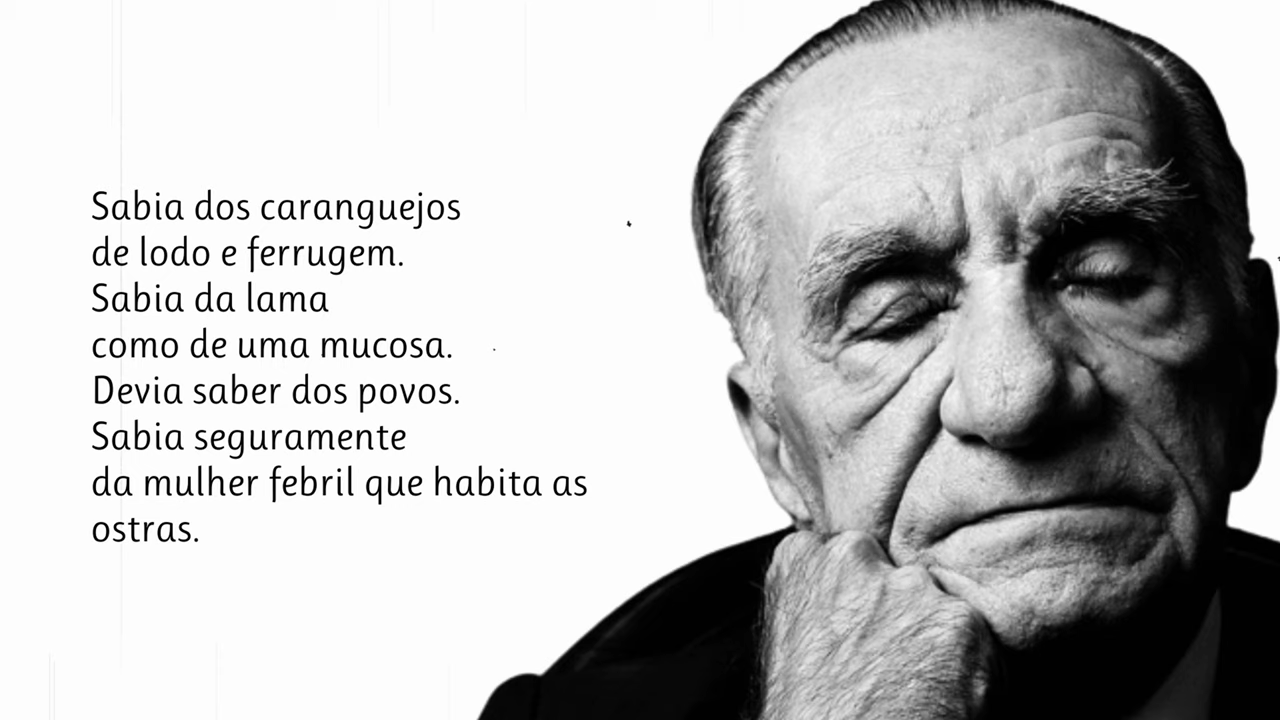 Sabia dos caranguejos
de lodo e ferrugem.
Sabia da lama
como de uma mucosa.
Devia saber dos povos.
Sabia seguramente
da mulher febril que habita as
ostras.